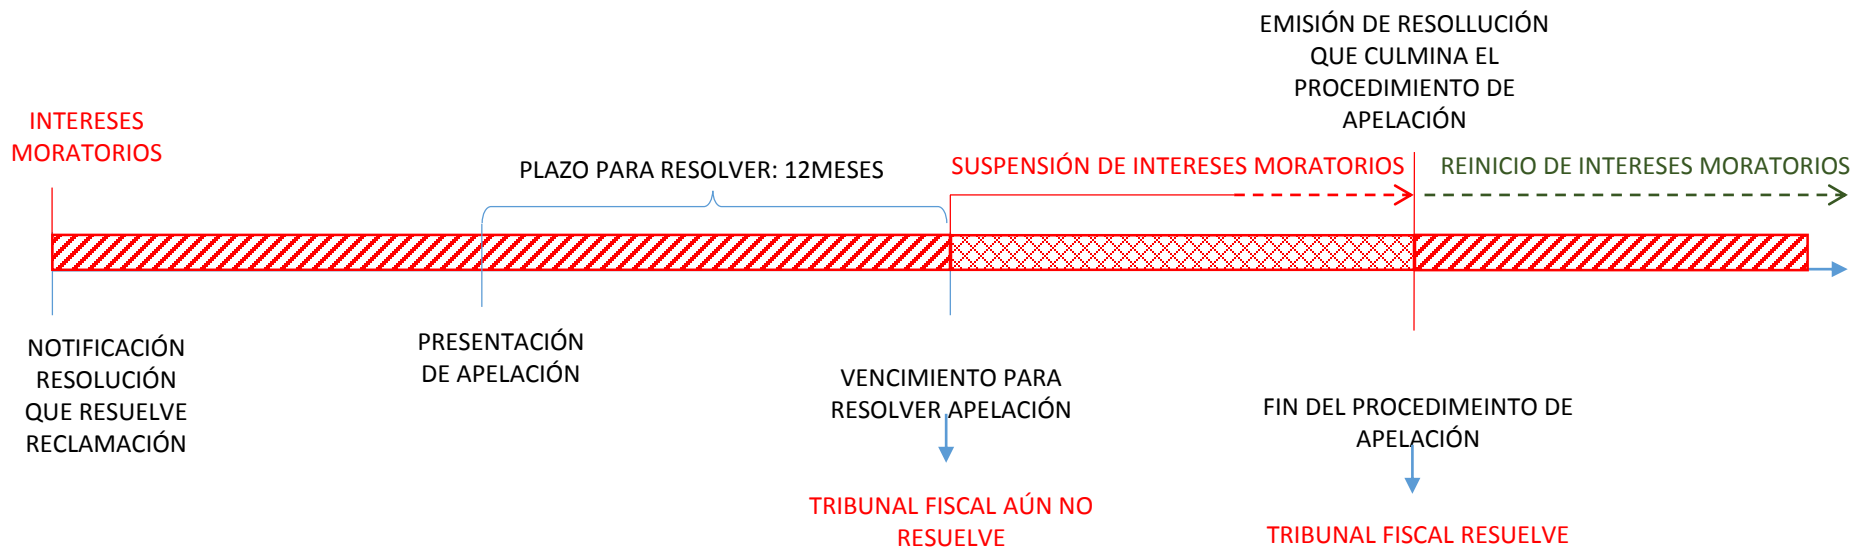 EMISIÓN DE RESOLLUCIÓN
QUE CULMINA EL
PROCEDIMIENTO DE
APELACIÓN
INTERESES
MORATORIOS
PLAZO PARA RESOLVER: 12MESES
SUSPENSIÓN DE INTERESES MORATORIOS
REINICIO DE INTERESES MORATORIOS
NOTIFICACIÓN
RESOLUCIÓN
QUE RESUELVE
RECLAMACIÓN
PRESENTACIÓN
DE APELACIÓN
VENCIMIENTO PARA
RESOLVER APELACIÓN
TRIBUNAL FISCAL AÚN NO
RESUELVE
FIN DEL PROCEDIMEINTO DE
APELACIÓN
TRIBUNAL FISCAL RESUELVE